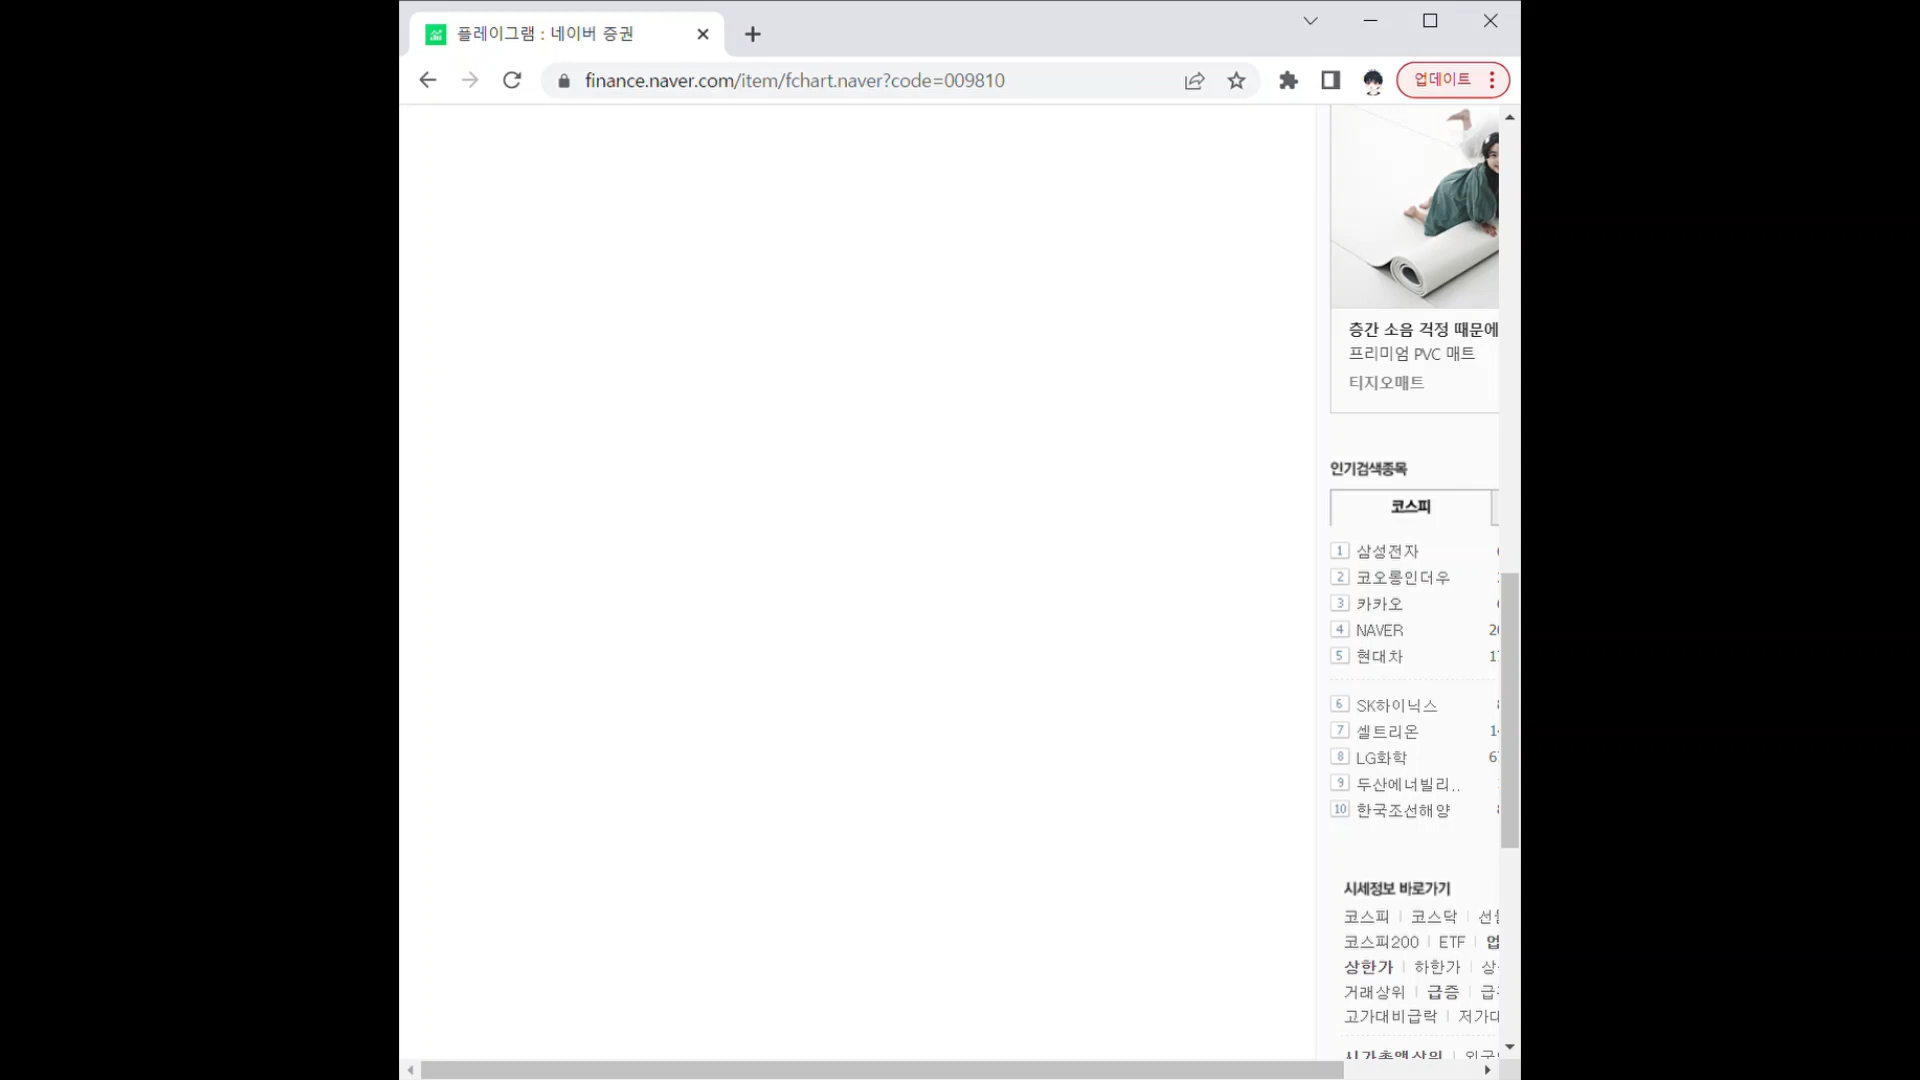 플레이그램 : 네이버 증권
finance.naver.com/item/fchart.naver?code=009810
업데이트
층간 소음 걱정 때문에
프리미엄 PVC 매트
티지오매트
인기검색종목
코스피
1 삼성전자
2 코오롱인더우
3 카카오
4 NAVER
5 현대차
6 SK하이닉스
7 셀트리온
8 LG화학
9 두산에너빌리..
10 한국조선해양
시세정보 바로가기
코스피 | 코스닥
코스피200 | ETF
상한가 | 하한가
거래상위 | 급증
고가대비급락
시가총액상위